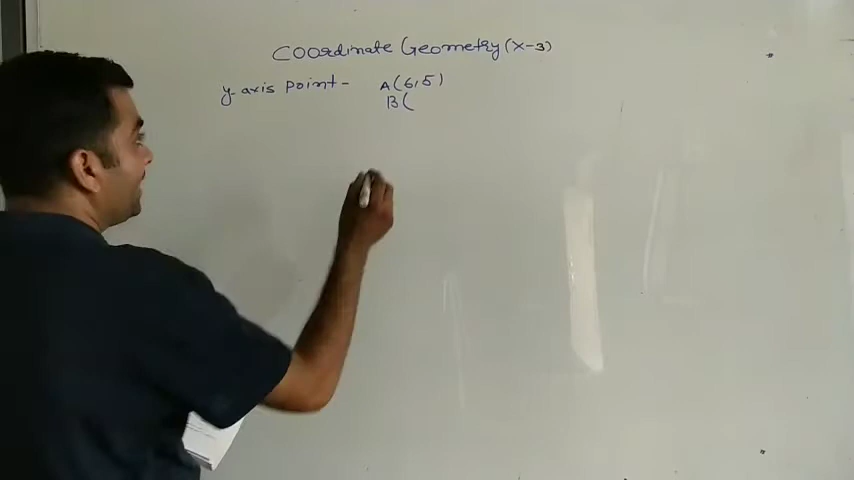 Coordinate Geometry (X-3)
y-axis point - A(6,5)
B(